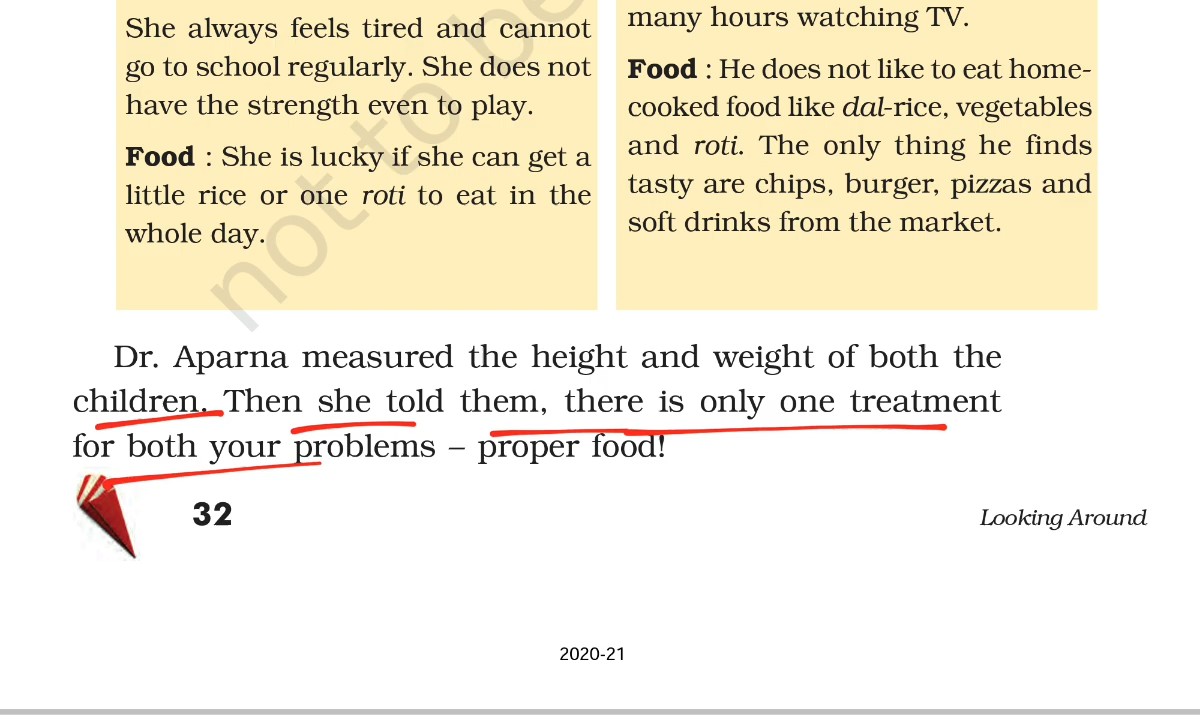 She always feels tired and cannot
go to school regularly. She does not
have the strength even to play.
Food : She is lucky if she can get a
little rice or one roti to eat in the
whole day.
many hours watching TV.
Food : He does not like to eat home-
cooked food like dal-rice, vegetables
and roti. The only thing he finds
tasty are chips, burger, pizzas and
soft drinks from the market.
not to be
Dr. Aparna measured the height and weight of both the
children. Then she told them, there is only one treatment
for both your problems – proper food!
32
Looking Around
2020-21